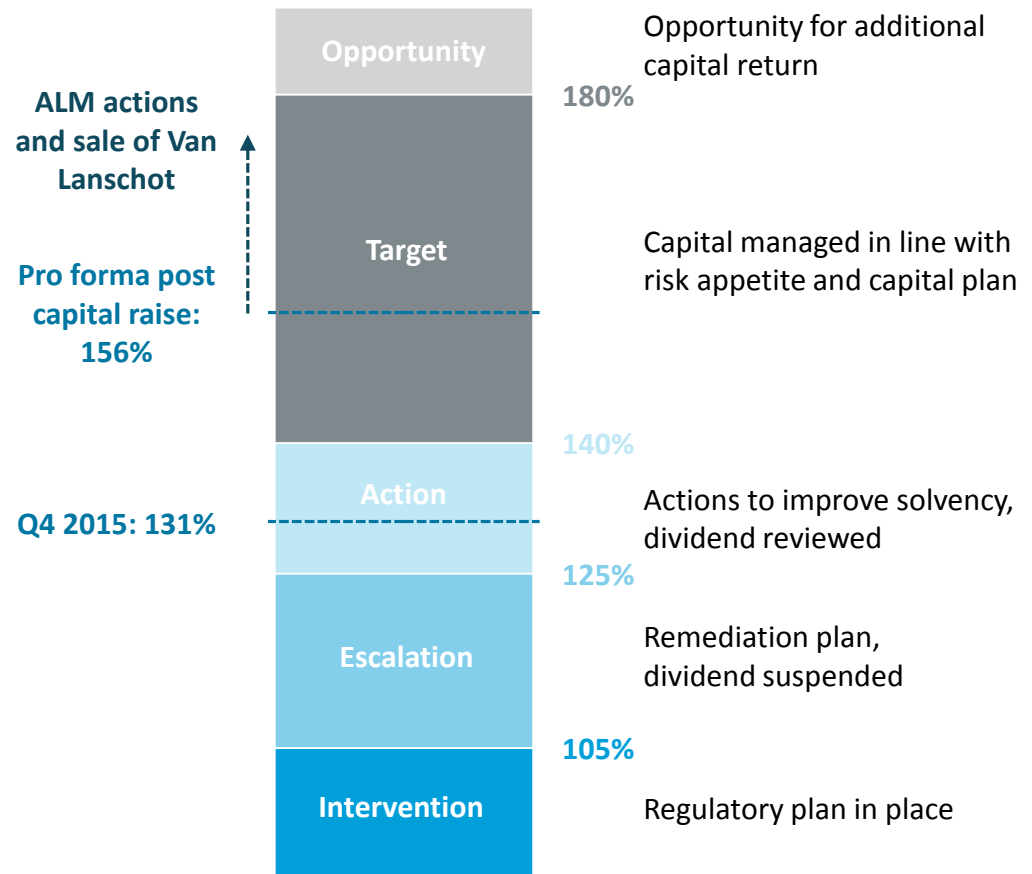 Opportunity
Opportunity for additional
capital return
180%
ALM actions
and sale of Van
Lanschot
Target
Capital managed in line with
risk appetite and capital plan
Pro forma post
capital raise:
156%
140%
Action
Actions to improve solvency,
dividend reviewed
Q4 2015: 131%
125%
Escalation
Remediation plan,
dividend suspended
105%
Intervention
Regulatory plan in place